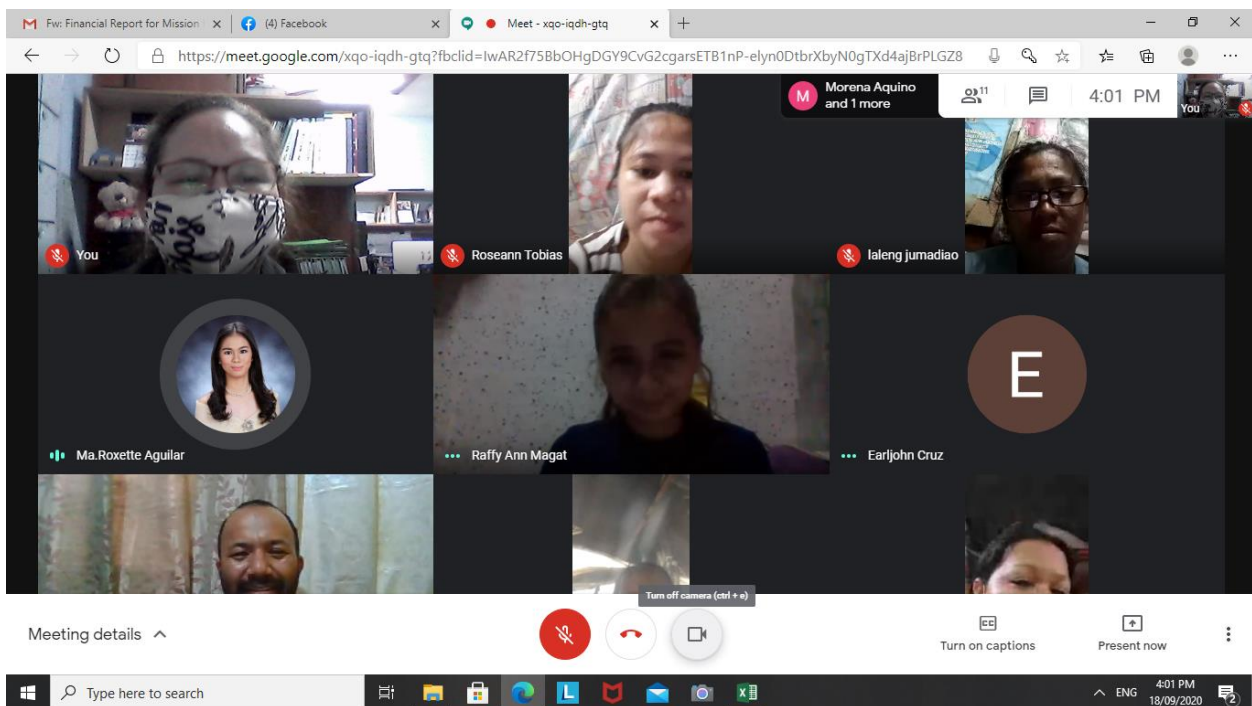 Fw: Financial Report for Mission
(4) Facebook
Meet - xqo-iqdh-gtq
https://meet.google.com/xqo-iqdh-gtq?fbclid=IwAR2f75BbOHgDGY9CvG2cgarsETB1nP-elyn0DtbrXbyN0gTXd4ajBrPLGZ8
M
Morena Aquino
and 1 more
11
4:01 PM
You
You
Roseann Tobias
laleng jumadiao
E
Ma.Roxette Aguilar
Raffy Ann Magat
Earljohn Cruz
Turn off camera (ctrl + e)
Meeting details
CC
Turn on captions
Present now
Type here to search
L
ENG
4:01 PM
18/09/2020
2